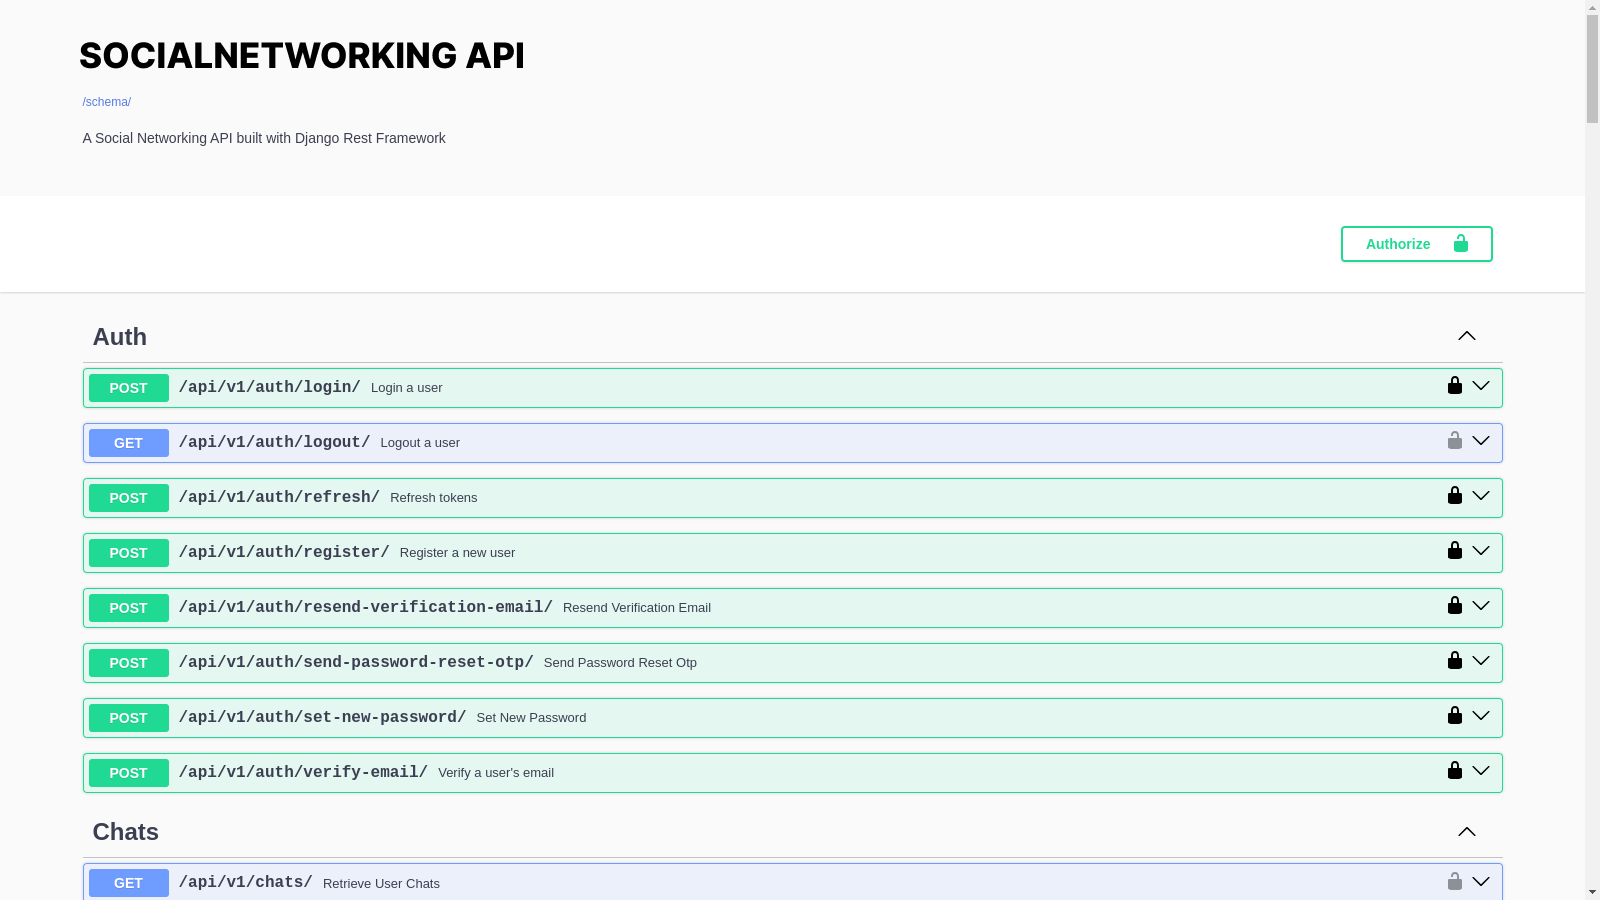 SOCIALNETWORKING API
/schema/
A Social Networking API built with Django Rest Framework
Authorize
Auth
POST /api/v1/auth/login/ Login a user
GET /api/v1/auth/logout/ Logout a user
POST /api/v1/auth/refresh/ Refresh tokens
POST /api/v1/auth/register/ Register a new user
POST /api/v1/auth/resend-verification-email/ Resend Verification Email
POST /api/v1/auth/send-password-reset-otp/ Send Password Reset Otp
POST /api/v1/auth/set-new-password/ Set New Password
POST /api/v1/auth/verify-email/ Verify a user's email
Chats
GET /api/v1/chats/ Retrieve User Chats